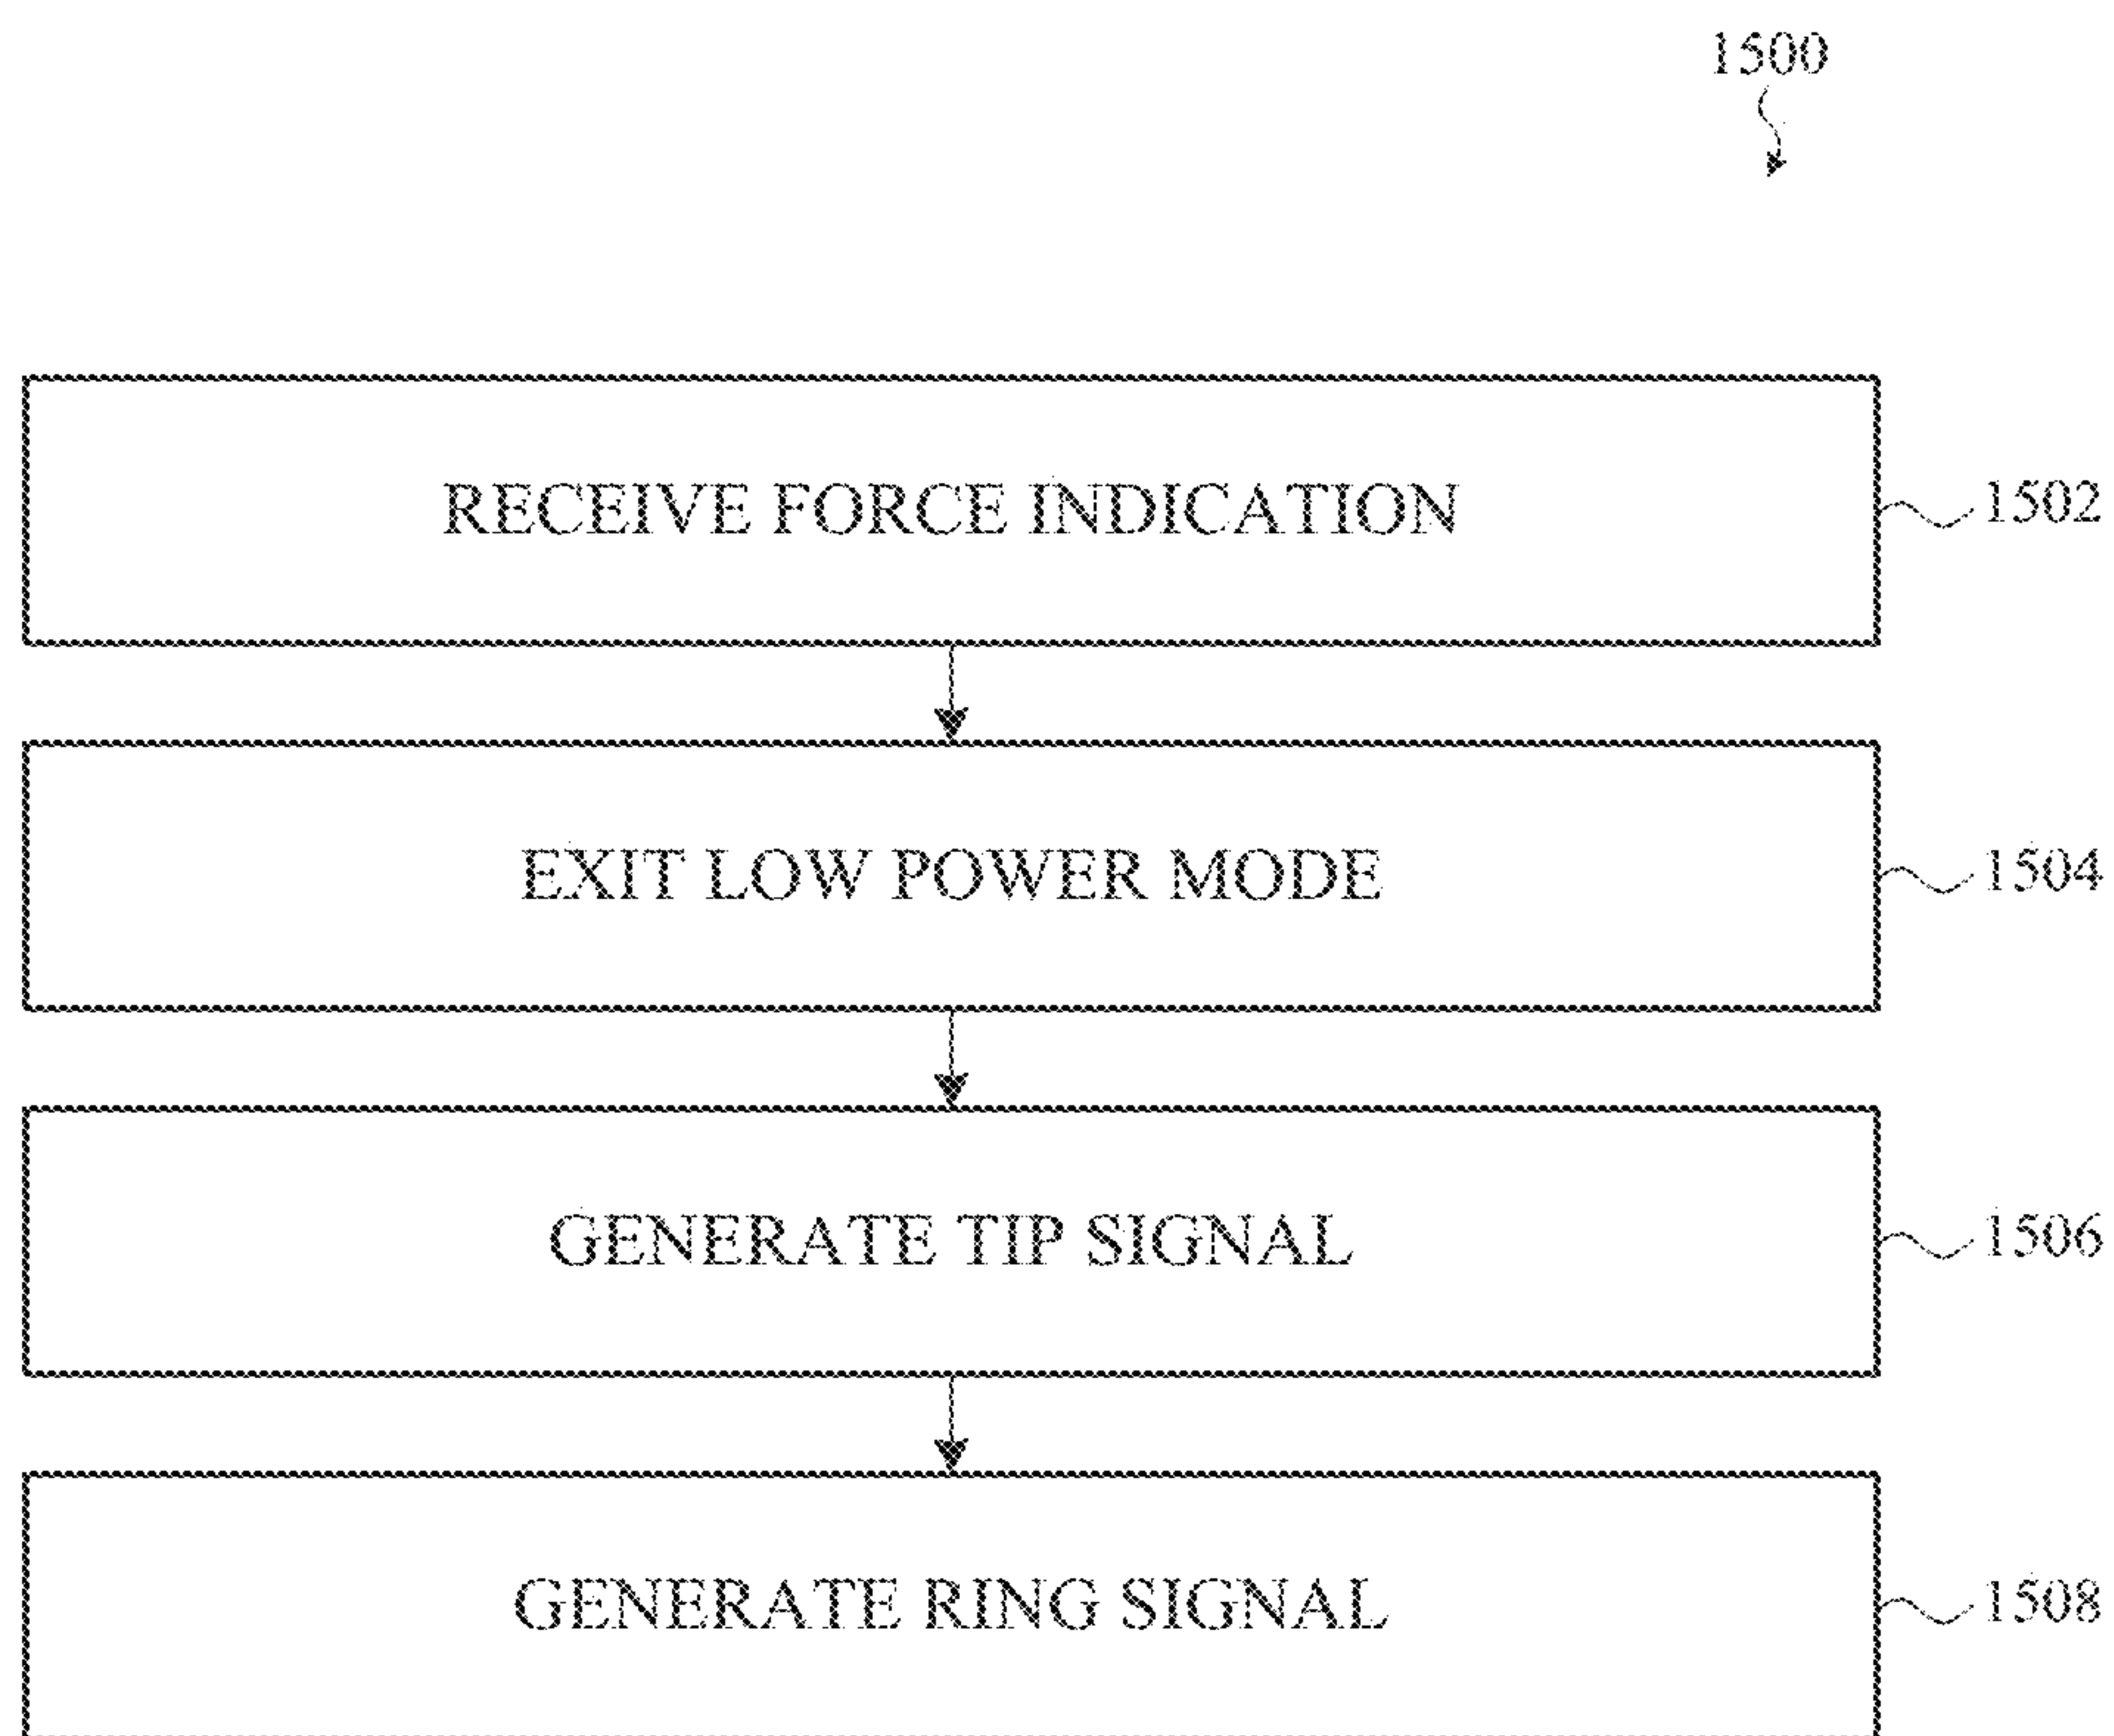 1500
RECEIVE FORCE INDICATION
1502
EXIT LOW POWER MODE
1504
GENERATE TIP SIGNAL
1506
GENERATE RING SIGNAL
1508